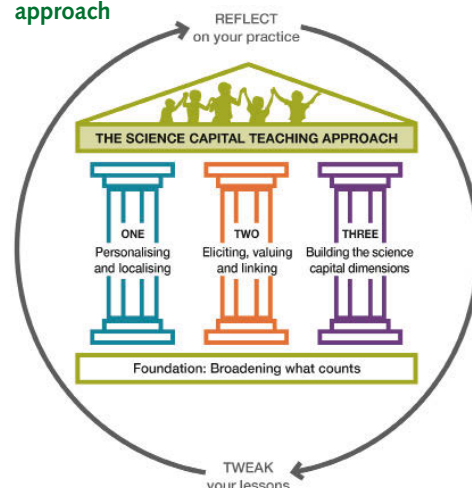 approach
REFLECT
on your practice
THE SCIENCE CAPITAL TEACHING APPROACH
ONE
Personalising
and localising
TWO
Eliciting, valuing
and linking
THREE
Building the science
capital dimensions
Foundation: Broadening what counts
TWEAK
your lessons